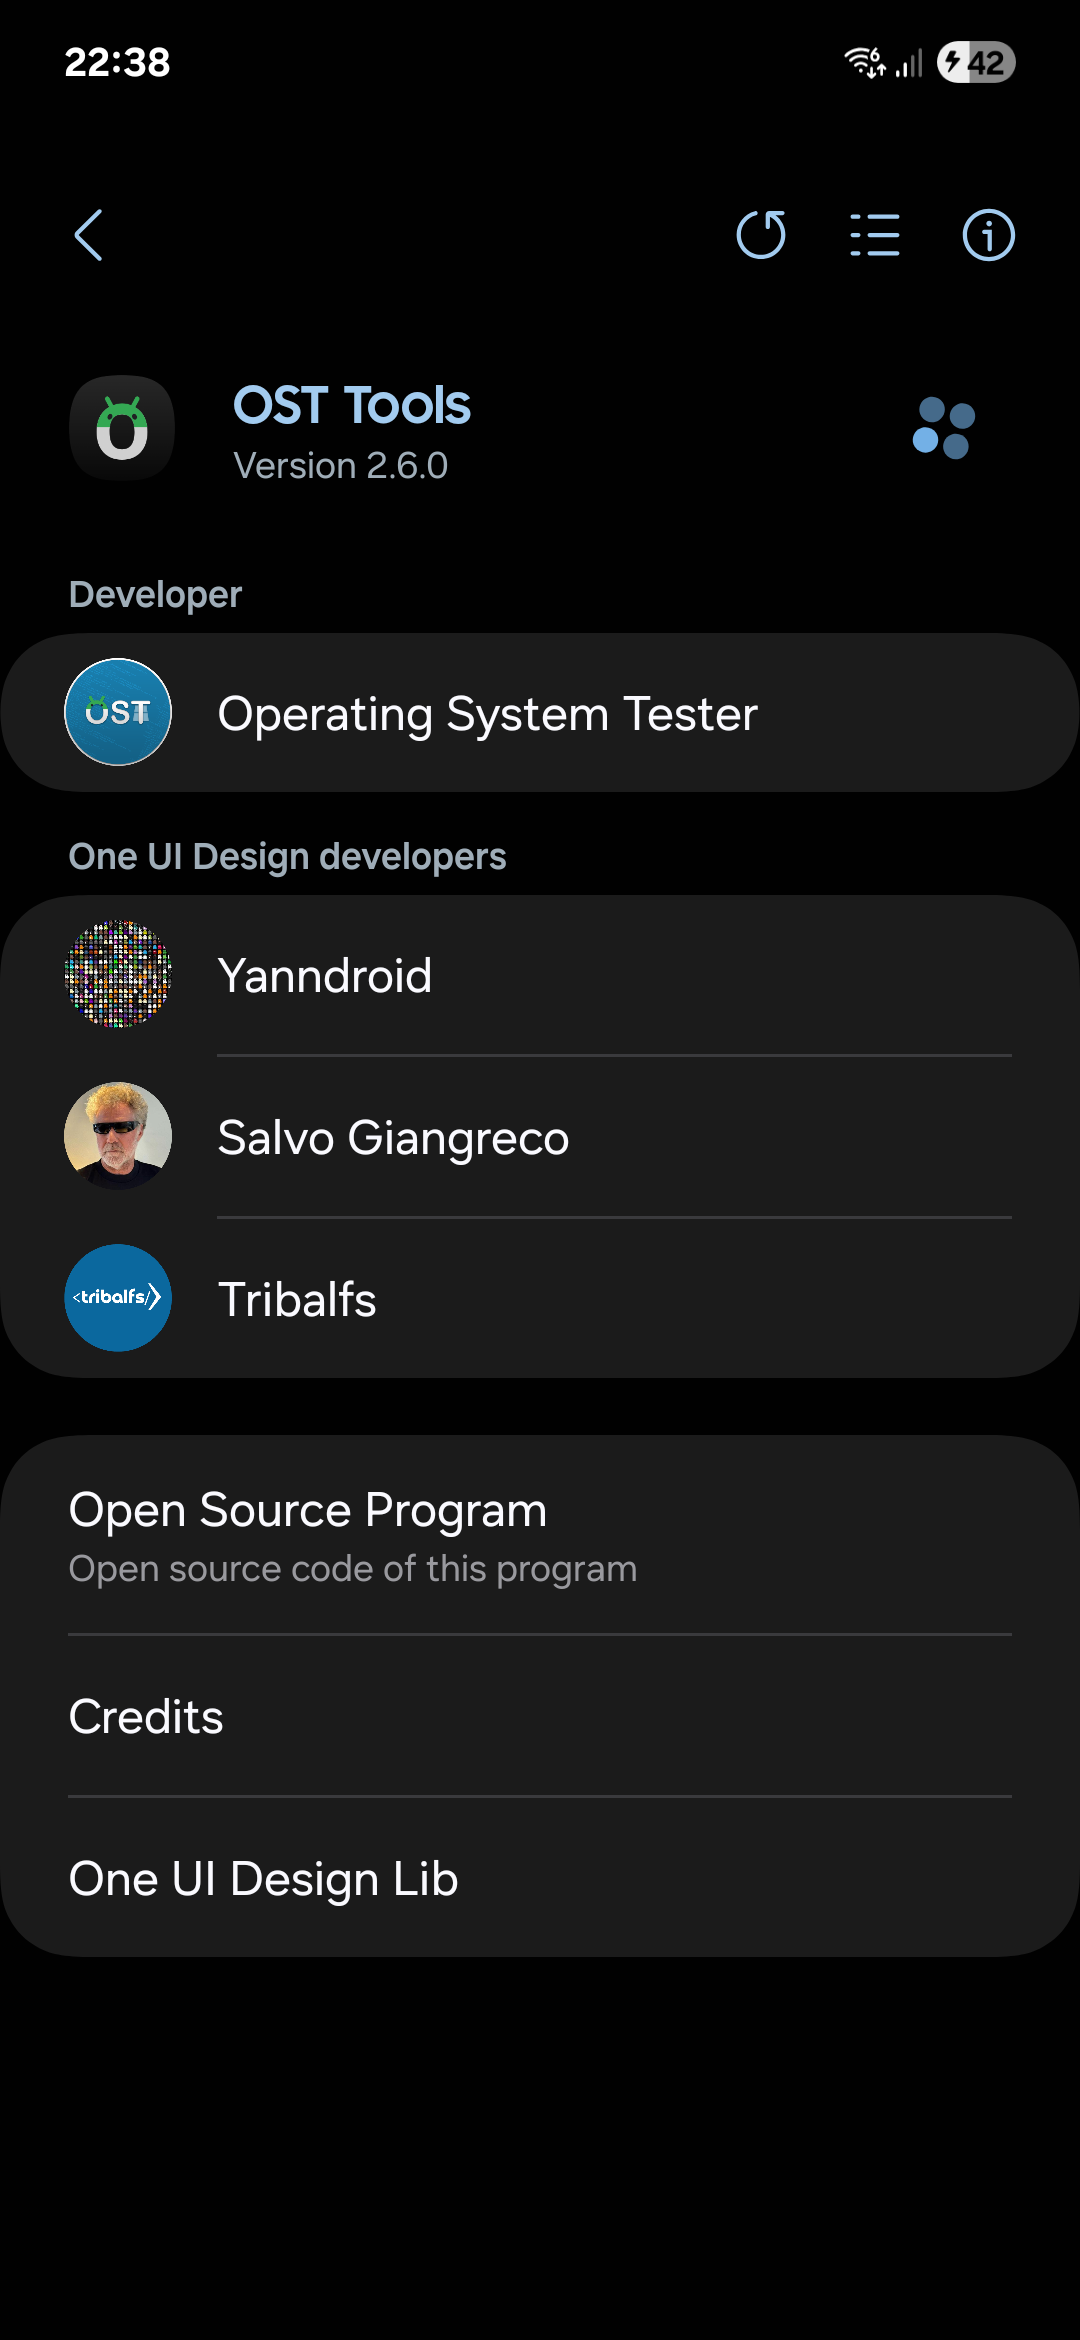 22:38
6
42
OST Tools
Version 2.6.0
Developer
OST
Operating System Tester
One UI Design developers
Yanndroid
Salvo Giangreco
<tribalfs/>
Tribalfs
Open Source Program
Open source code of this program
Credits
One UI Design Lib